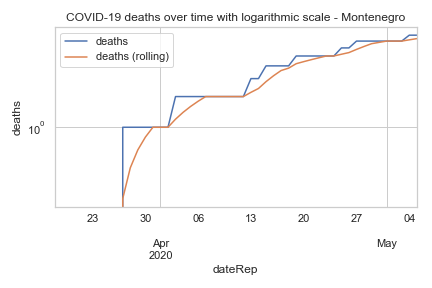 COVID-19 deaths over time with logarithmic scale - Montenegro
deaths
deaths (rolling)
deaths
10⁰
23 30 06 13 20 27 04
Apr May
2020
dateRep